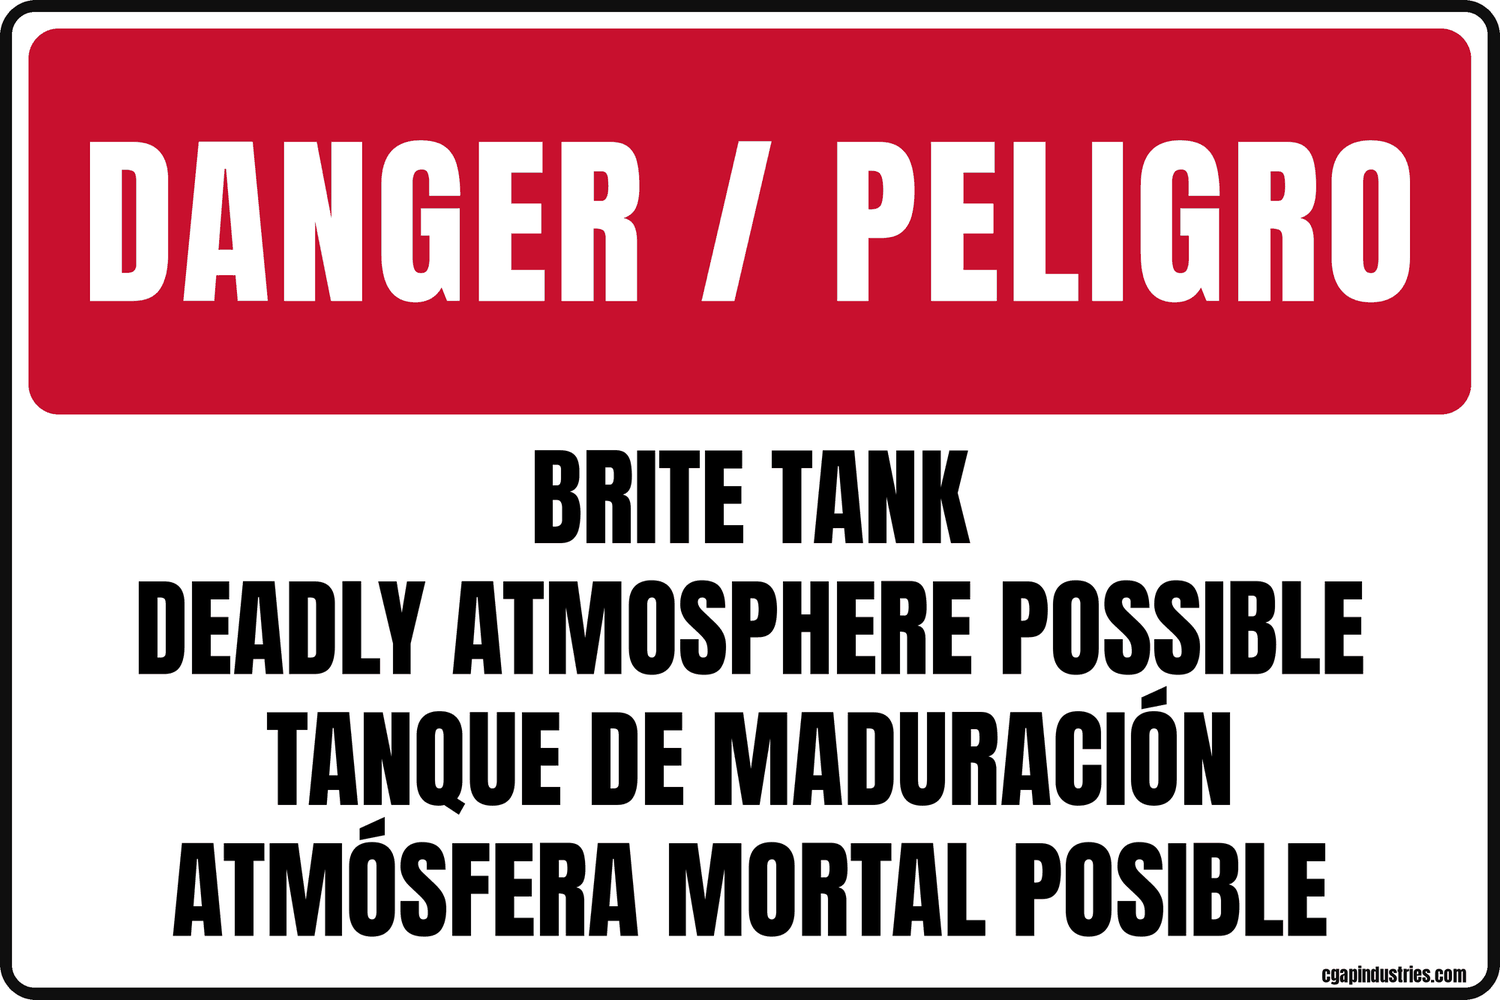 DANGER / PELIGRO
BRITE TANK
DEADLY ATMOSPHERE POSSIBLE
TANQUE DE MADURACIÓN
ATMÓSFERA MORTAL POSIBLE
cgapindustries.com